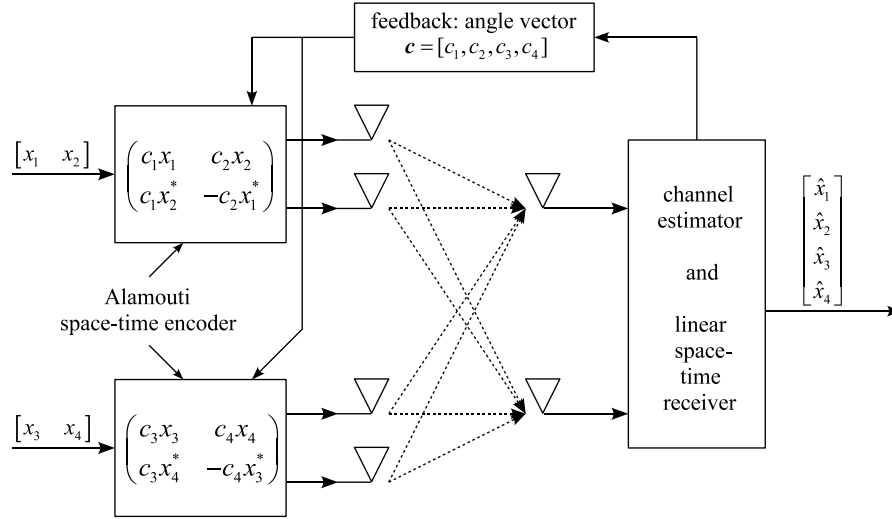 feedback: angle vector
c = [c₁, c₂, c₃, c₄]
[x₁ x₂]
c₁x₁ c₂x₂
c₁x₂* −c₂x₁*
Alamouti
space-time encoder
[x₃ x₄]
c₃x₃ c₄x₄
c₃x₄* −c₄x₃*
channel
estimator
and
linear
space-
time
receiver
x̂₁
x̂₂
x̂₃
x̂₄